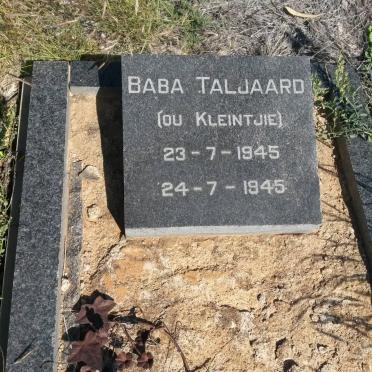 BABA TALJAARD
(OU KLEINTJIE)
23-7-1945
24-7-1945